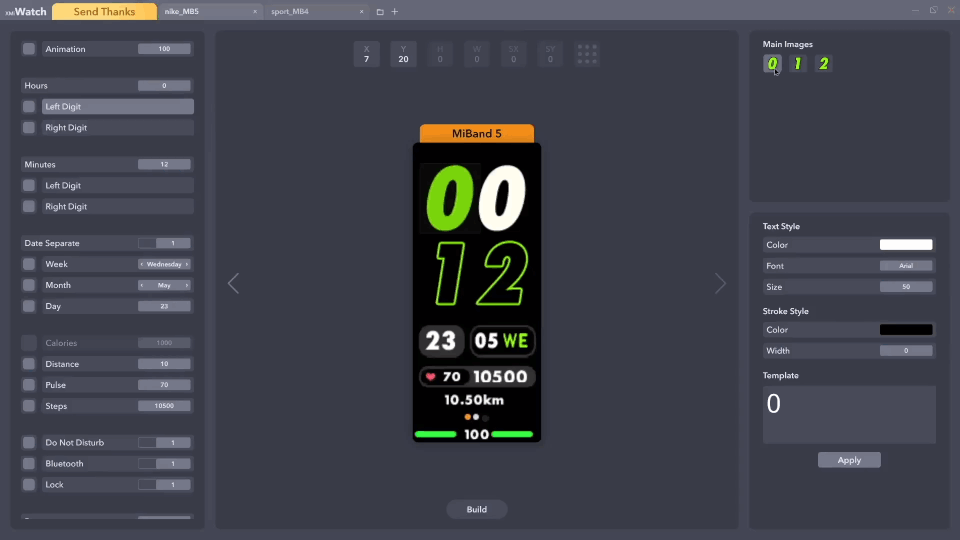 XMWatch
Send Thanks
nike_MB5 ×
sport_MB4 ×
Animation 100
Hours 0
Left Digit
Right Digit
Minutes 12
Left Digit
Right Digit
Date Separate 1
Week Wednesday
Month May
Day 23
Calories 1080
Distance 10
Pulse 70
Steps 10500
Do Not Disturb 1
Bluetooth 1
Lock 1
X 7
Y 20
H 0
W 0
SX 0
SY 0
MiBand 5
00
12
23 05 WE
70 10500
10.50km
100
Build
Main Images
0 1 2
Text Style
Color
Font Arial
Size 50
Stroke Style
Color
Width 0
Template
0
Apply